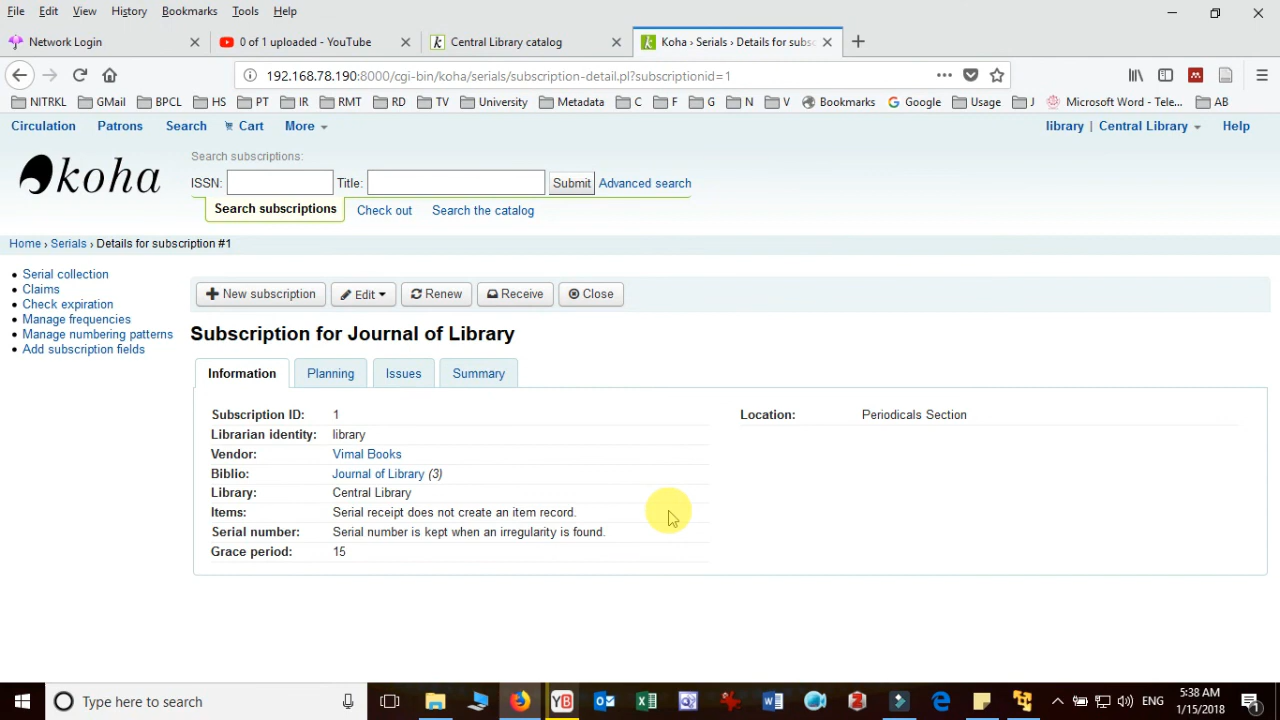 File Edit View History Bookmarks Tools Help
Network Login 0 of 1 uploaded - YouTube Central Library catalog Koha › Serials › Details for subsc
192.168.78.190:8000/cgi-bin/koha/serials/subscription-detail.pl?subscriptionid=1
NITRKL GMail BPCL HS PT IR RMT RD TV University Metadata C F G N V Bookmarks Google Usage J Microsoft Word - Tele... AB
Circulation Patrons Search Cart More library | Central Library Help
Search subscriptions:
koha
ISSN: Title: Submit Advanced search
Search subscriptions Check out Search the catalog
Home › Serials › Details for subscription #1
Serial collection
Claims
Check expiration
Manage frequencies
Manage numbering patterns
Add subscription fields
New subscription Edit Renew Receive Close
Subscription for Journal of Library
Information Planning Issues Summary
Subscription ID: 1
Librarian identity: library
Vendor: Vimal Books
Biblio: Journal of Library (3)
Library: Central Library
Items: Serial receipt does not create an item record.
Serial number: Serial number is kept when an irregularity is found.
Grace period: 15
Location: Periodicals Section
Type here to search
YB
ENG
5:38 AM
1/15/2018
1